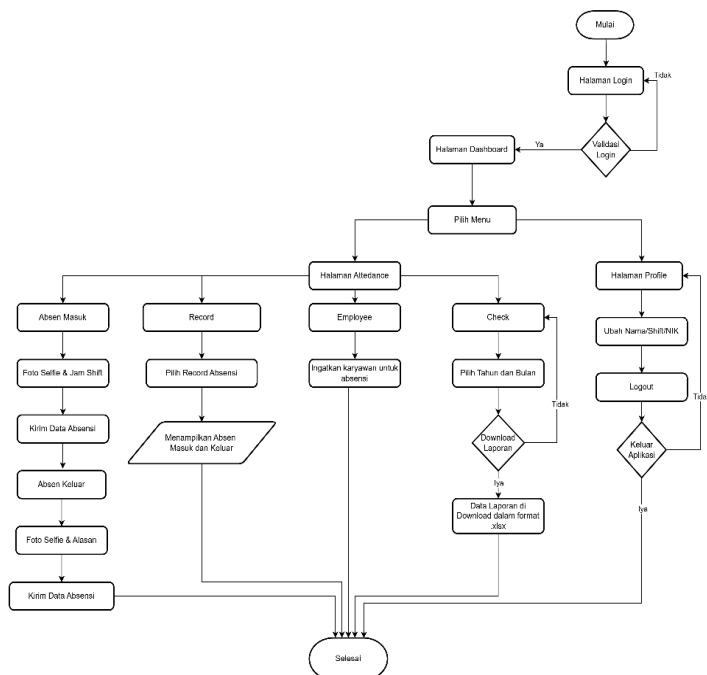 Mulai
Halaman Login
Tidak
Validasi
Login
Ya
Halaman Dashboard
Pilih Menu
Halaman Attedance
Halaman Profile
Absen Masuk
Record
Employee
Check
Ubah Nama/Shift/NIK
Foto Selfie & Jam Shift
Pilih Record Absensi
Ingatkan karyawan untuk
absensi
Pilih Tahun dan Bulan
Logout
Tidak
Tida
Kirim Data Absensi
Menampilkan Absen
Masuk dan Keluar
Download
Laporan
Keluar
Aplikasi
Absen Keluar
Iya
Iya
Data Laporan di
Download dalam format
.xlsx
Foto Selfie & Alasan
Kirim Data Absensi
Selesai